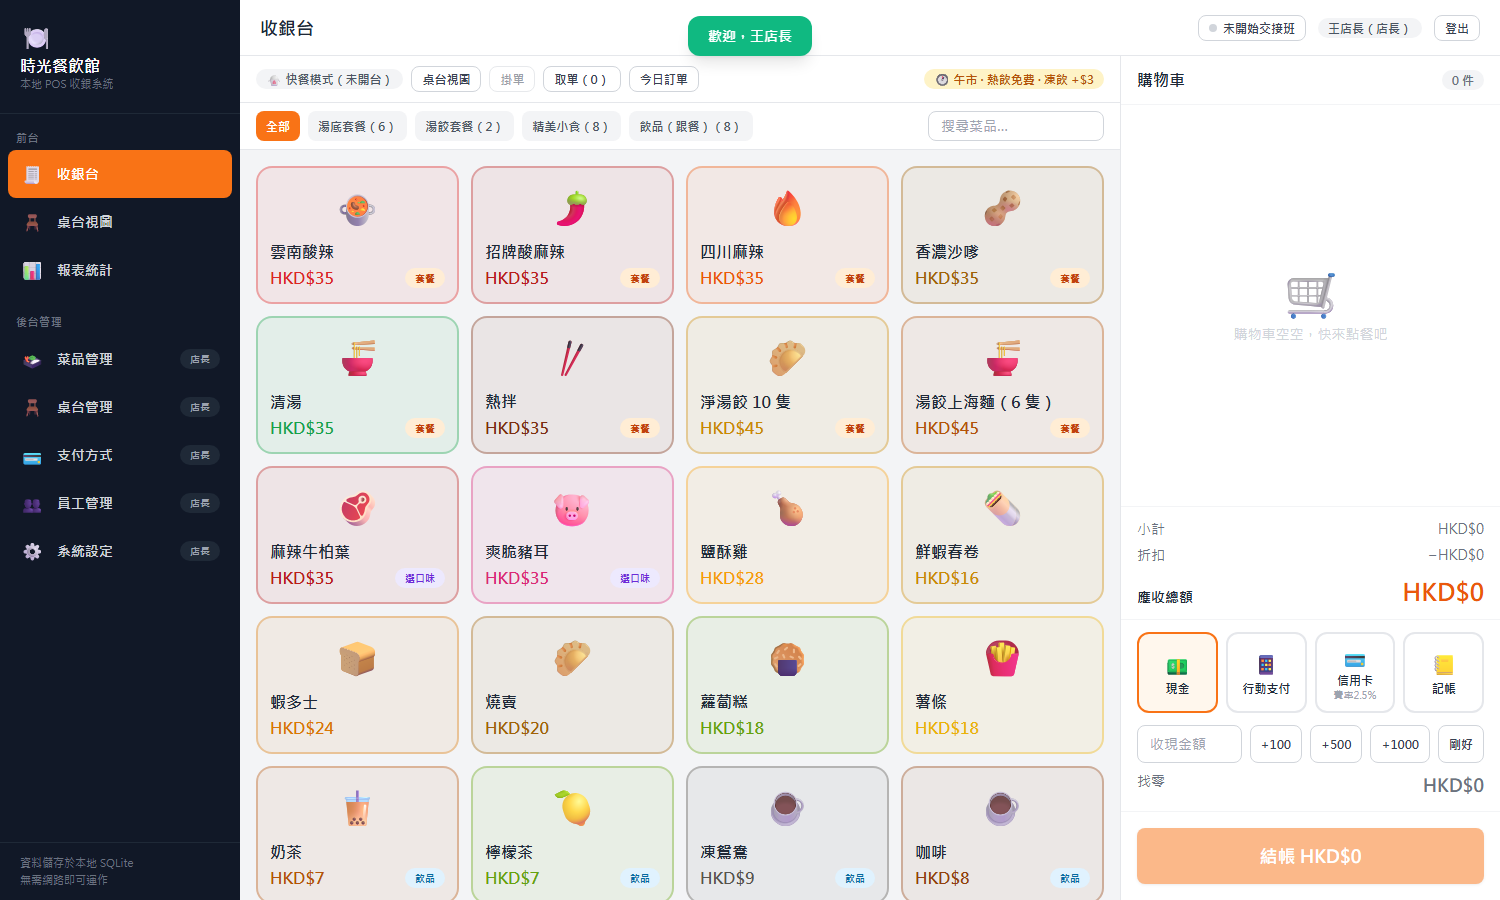 時光餐飲館
本地 POS 收銀系統
前台
收銀台
桌台視圖
報表統計
後台管理
菜品管理 店長
桌台管理 店長
支付方式 店長
員工管理 店長
系統設定 店長
資料儲存於本地 SQLite
無需網路即可運作
收銀台
歡迎，王店長
未開始交接班
王店長（店長）
登出
快餐模式（未開台）
桌台視圖
掛單
取單（0）
今日訂單
午市 · 熱飲免費 · 凍飲 +$3
全部
湯底套餐（6）
湯餃套餐（2）
精美小食（8）
飲品（跟餐）（8）
搜尋菜品...
雲南酸辣
HKD$35 套餐
招牌酸麻辣
HKD$35 套餐
四川麻辣
HKD$35 套餐
香濃沙嗲
HKD$35 套餐
清湯
HKD$35 套餐
熱拌
HKD$35 套餐
淨湯餃 10 隻
HKD$45 套餐
湯餃上海麵（6 隻）
HKD$45 套餐
麻辣牛柏葉
HKD$35 選口味
爽脆豬耳
HKD$35 選口味
鹽酥雞
HKD$28
鮮蝦春卷
HKD$16
蝦多士
HKD$24
燒賣
HKD$20
蘿蔔糕
HKD$18
薯條
HKD$18
奶茶
HKD$7 飲品
檸檬茶
HKD$7 飲品
凍鴛鴦
HKD$9 飲品
咖啡
HKD$8 飲品
購物車
0 件
購物車空空，快來點餐吧
小計 HKD$0
折扣 −HKD$0
應收總額 HKD$0
現金
行動支付
信用卡
費率2.5%
記帳
收現金額
+100
+500
+1000
剛好
找零 HKD$0
結帳 HKD$0